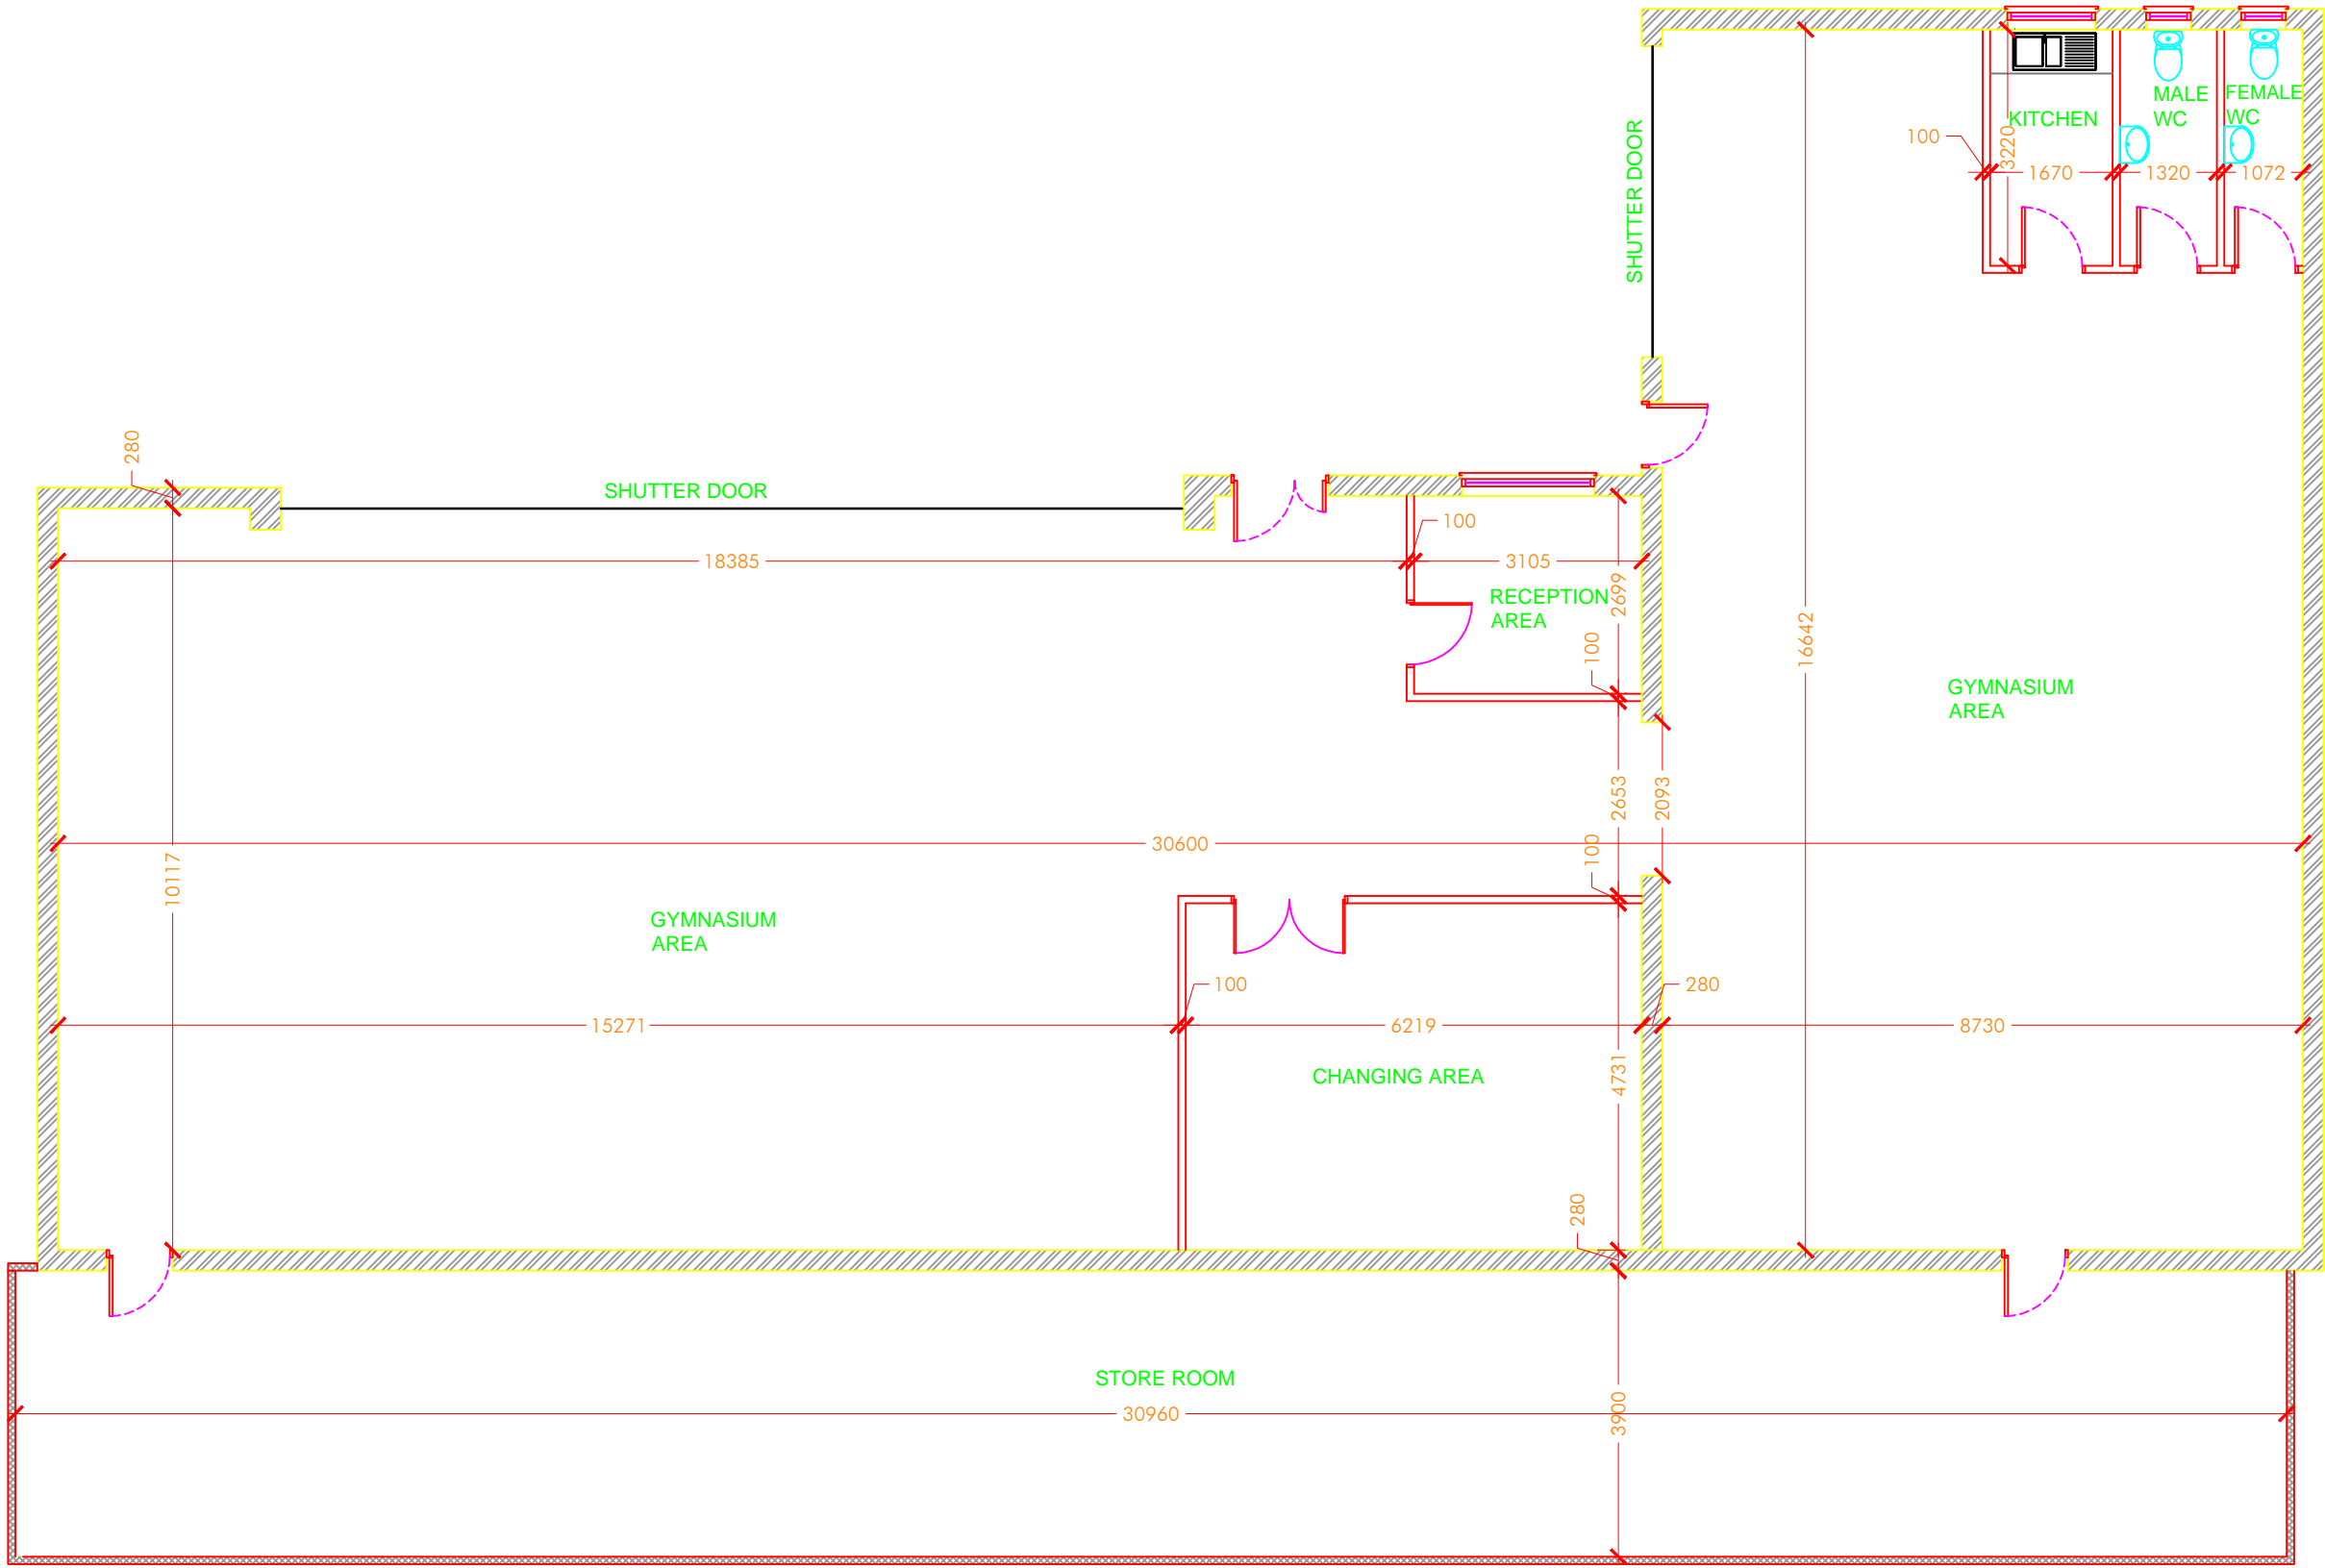 MALE
WC
FEMALE
WC
KITCHEN
100
3220
1670
1320
1072
SHUTTER DOOR
280
SHUTTER DOOR
100
18385
3105
2699
RECEPTION
AREA
100
16642
GYMNASIUM
AREA
2653
2093
100
30600
10117
GYMNASIUM
AREA
100
280
15271
6219
8730
4731
CHANGING AREA
280
STORE ROOM
30960
3900